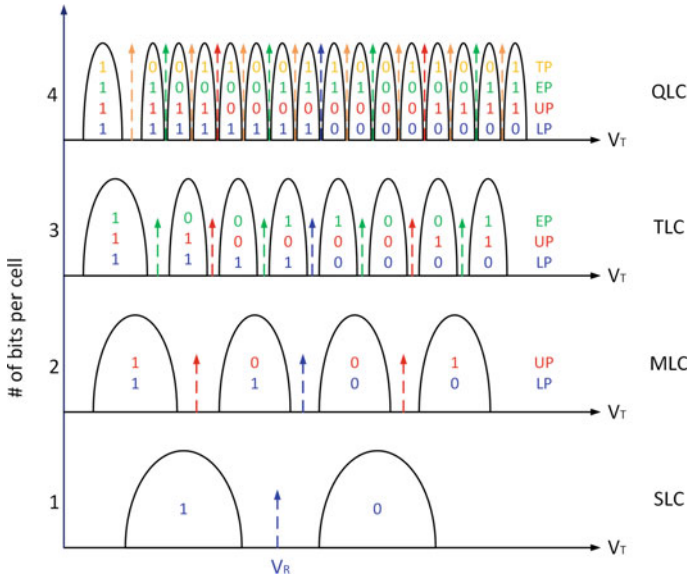 1 0 0 1 1 0 0 1 1 0 0 1 1 0 0 1 TP
1 1 0 0 0 0 1 1 1 1 0 0 0 0 1 1 EP
4 QLC
1 1 1 1 0 0 0 0 0 0 0 0 1 1 1 1 UP
1 1 1 1 1 1 1 1 0 0 0 0 0 0 0 0 LP
VT
1 0 0 1 1 0 0 1 EP
3 TLC
1 1 0 0 0 0 1 1 UP
1 1 1 1 0 0 0 0 LP
VT
# of bits per cell
2 MLC
1 0 0 1 UP
1 1 0 0 LP
VT
1 SLC
1 0
VT
VR